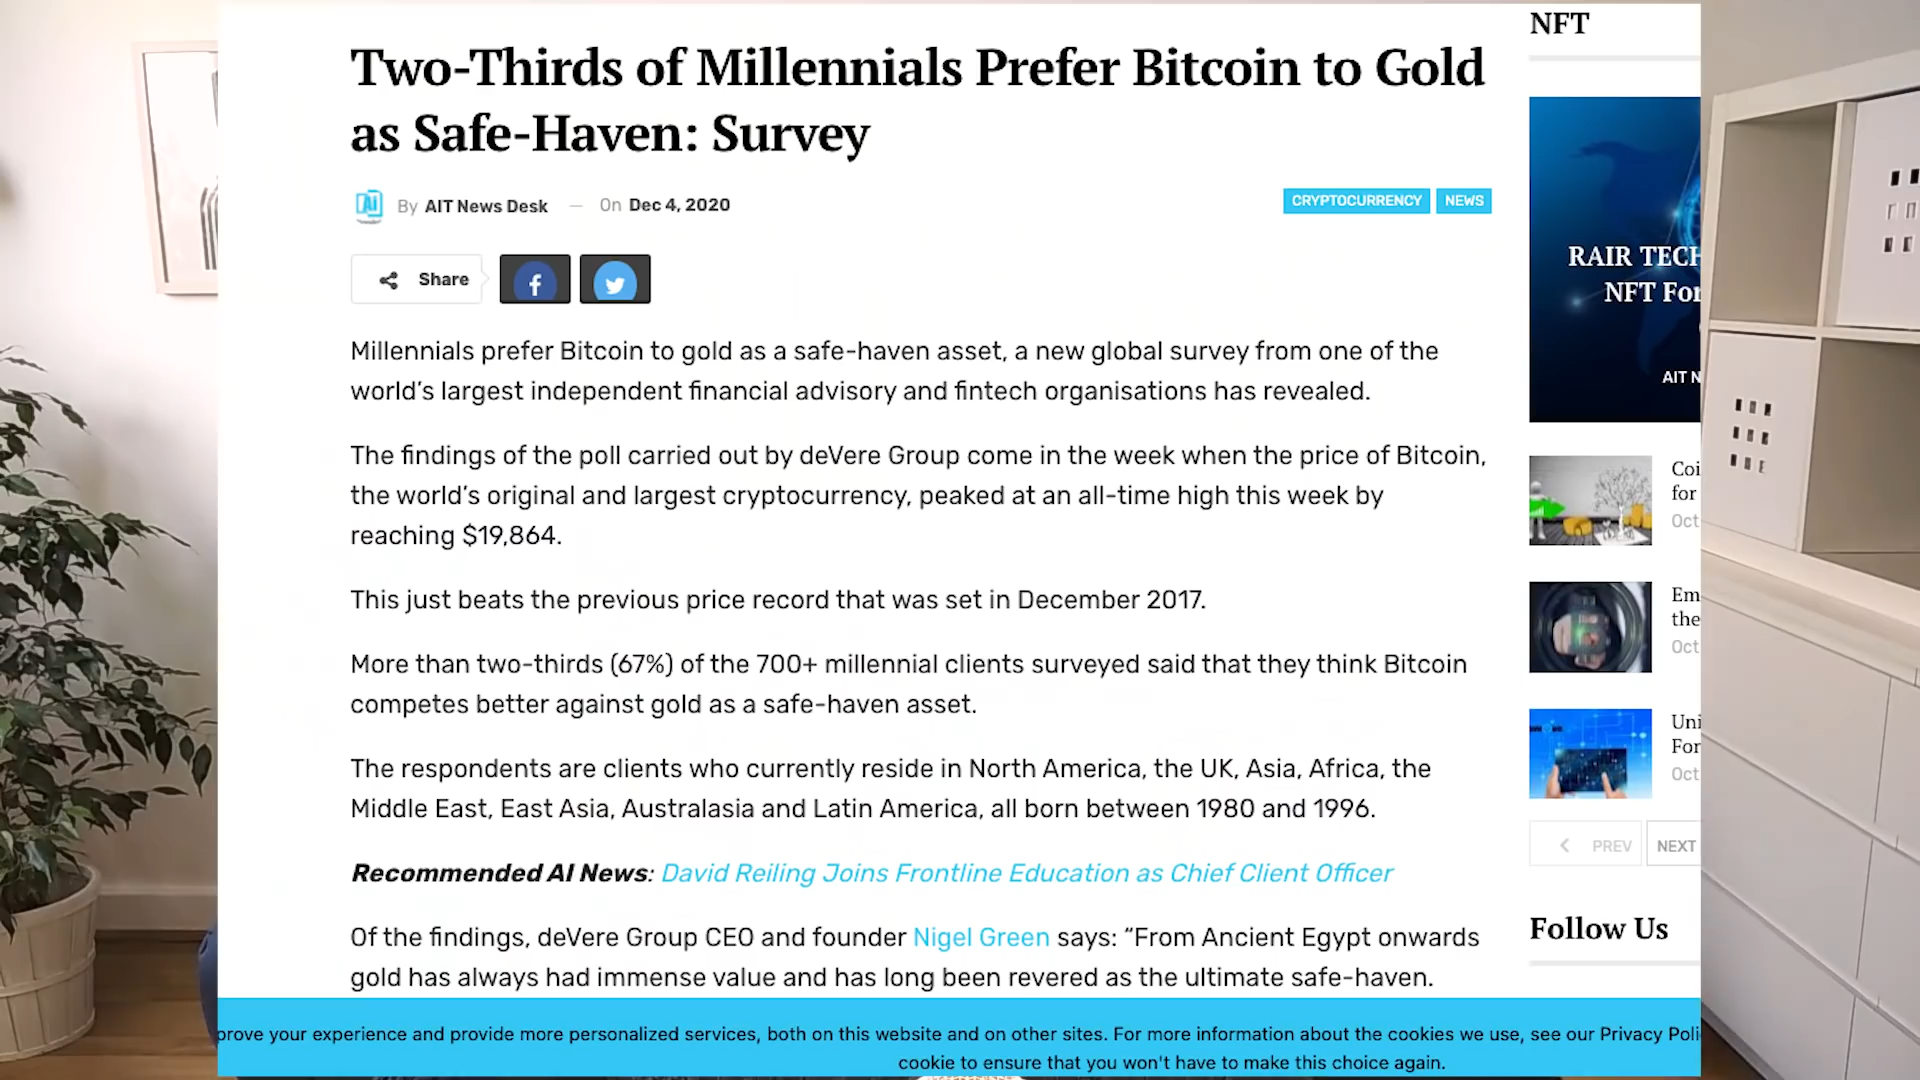 Two-Thirds of Millennials Prefer Bitcoin to Gold
as Safe-Haven: Survey
By AIT News Desk — On Dec 4, 2020
CRYPTOCURRENCY
NEWS
Share
Millennials prefer Bitcoin to gold as a safe-haven asset, a new global survey from one of the
world's largest independent financial advisory and fintech organisations has revealed.
The findings of the poll carried out by deVere Group come in the week when the price of Bitcoin,
the world's original and largest cryptocurrency, peaked at an all-time high this week by
reaching $19,864.
This just beats the previous price record that was set in December 2017.
More than two-thirds (67%) of the 700+ millennial clients surveyed said that they think Bitcoin
competes better against gold as a safe-haven asset.
The respondents are clients who currently reside in North America, the UK, Asia, Africa, the
Middle East, East Asia, Australasia and Latin America, all born between 1980 and 1996.
Recommended AI News: David Reiling Joins Frontline Education as Chief Client Officer
Of the findings, deVere Group CEO and founder Nigel Green says: “From Ancient Egypt onwards
gold has always had immense value and has long been revered as the ultimate safe-haven.
NFT
RAIR TECH
NFT For
AIT N
Coi
for
Oct
Em
the
Oct
Uni
For
Oct
PREV
NEXT
Follow Us
prove your experience and provide more personalized services, both on this website and on other sites. For more information about the cookies we use, see our Privacy Poli
cookie to ensure that you won't have to make this choice again.